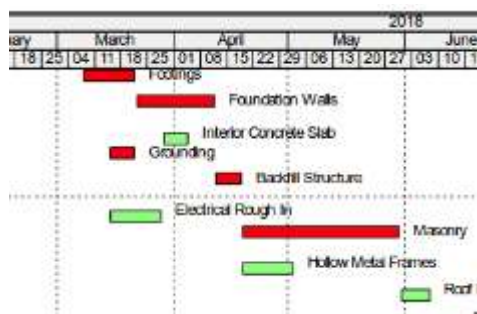 2018
uary March April May June
18 25 04 11 18 25 01 08 15 22 29 06 13 20 27 03 10 1
Footings
Foundation Walls
Interior Concrete Slab
Grounding
Backfill Structure
Electrical Rough In
Masonry
Hollow Metal Frames
Roof